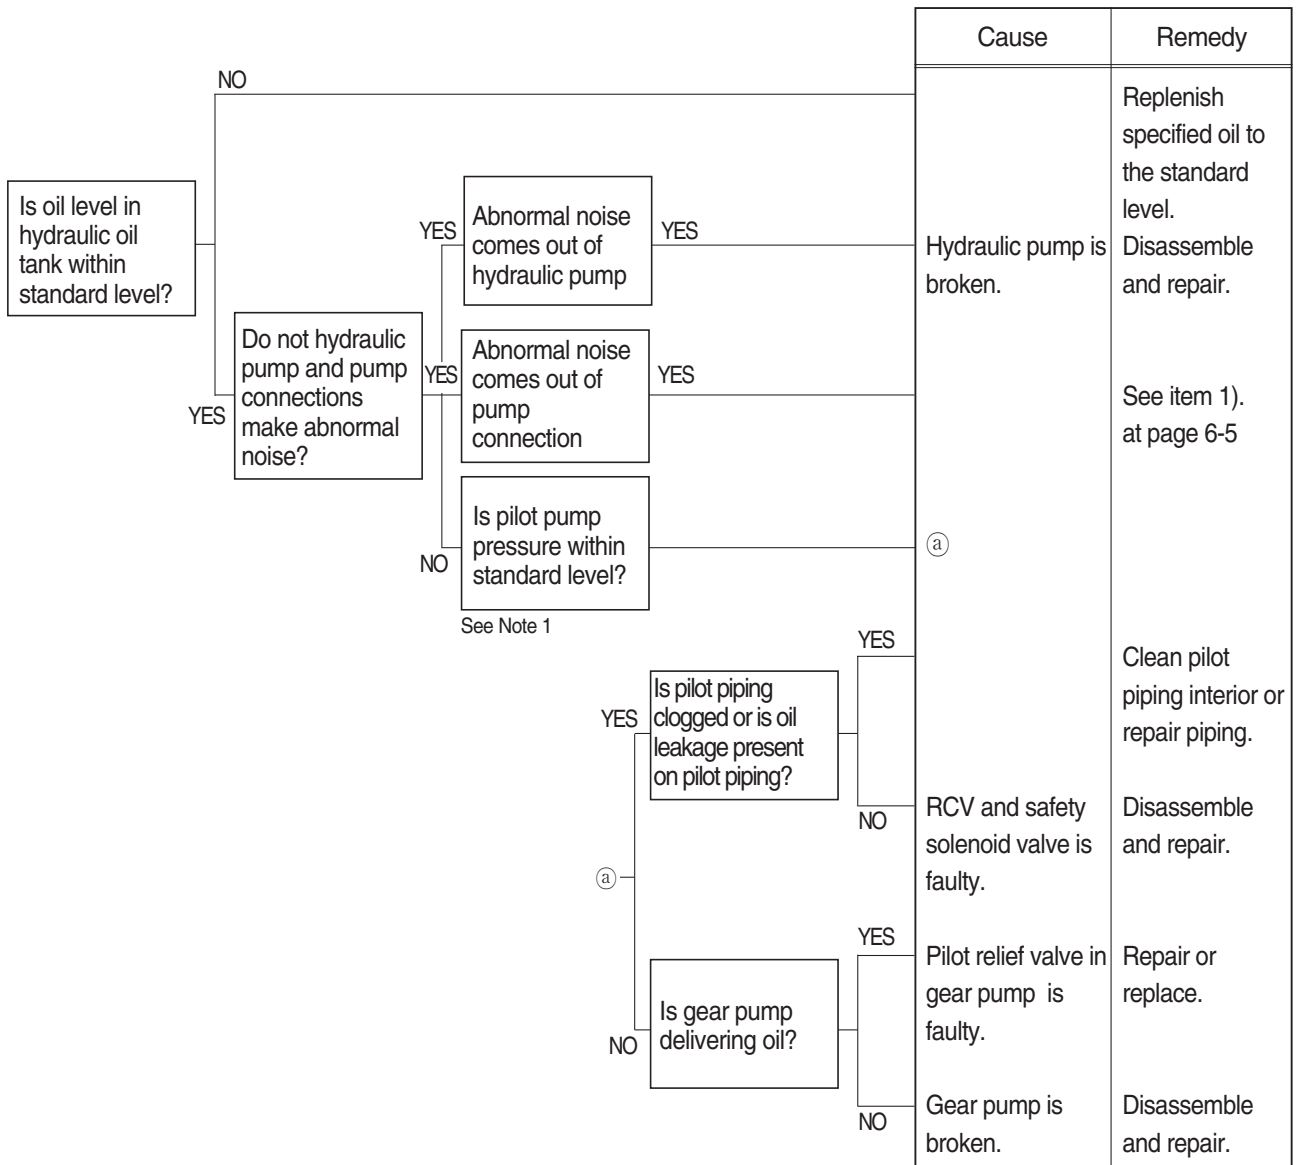 Cause
Remedy
NO
Replenish
specified oil to
the standard
level.
Is oil level in
hydraulic oil
tank within
standard level?
YES
Abnormal noise
comes out of
hydraulic pump
YES
Hydraulic pump is
broken.
Disassemble
and repair.
YES
Do not hydraulic
pump and pump
connections
make abnormal
noise?
YES
Abnormal noise
comes out of
pump
connection
YES
See item 1).
at page 6-5
NO
Is pilot pump
pressure within
standard level?
See Note 1
ⓐ
ⓐ
YES
Is pilot piping
clogged or is oil
leakage present
on pilot piping?
YES
Clean pilot
piping interior or
repair piping.
NO
RCV and safety
solenoid valve is
faulty.
Disassemble
and repair.
NO
Is gear pump
delivering oil?
YES
Pilot relief valve in
gear pump is
faulty.
Repair or
replace.
NO
Gear pump is
broken.
Disassemble
and repair.